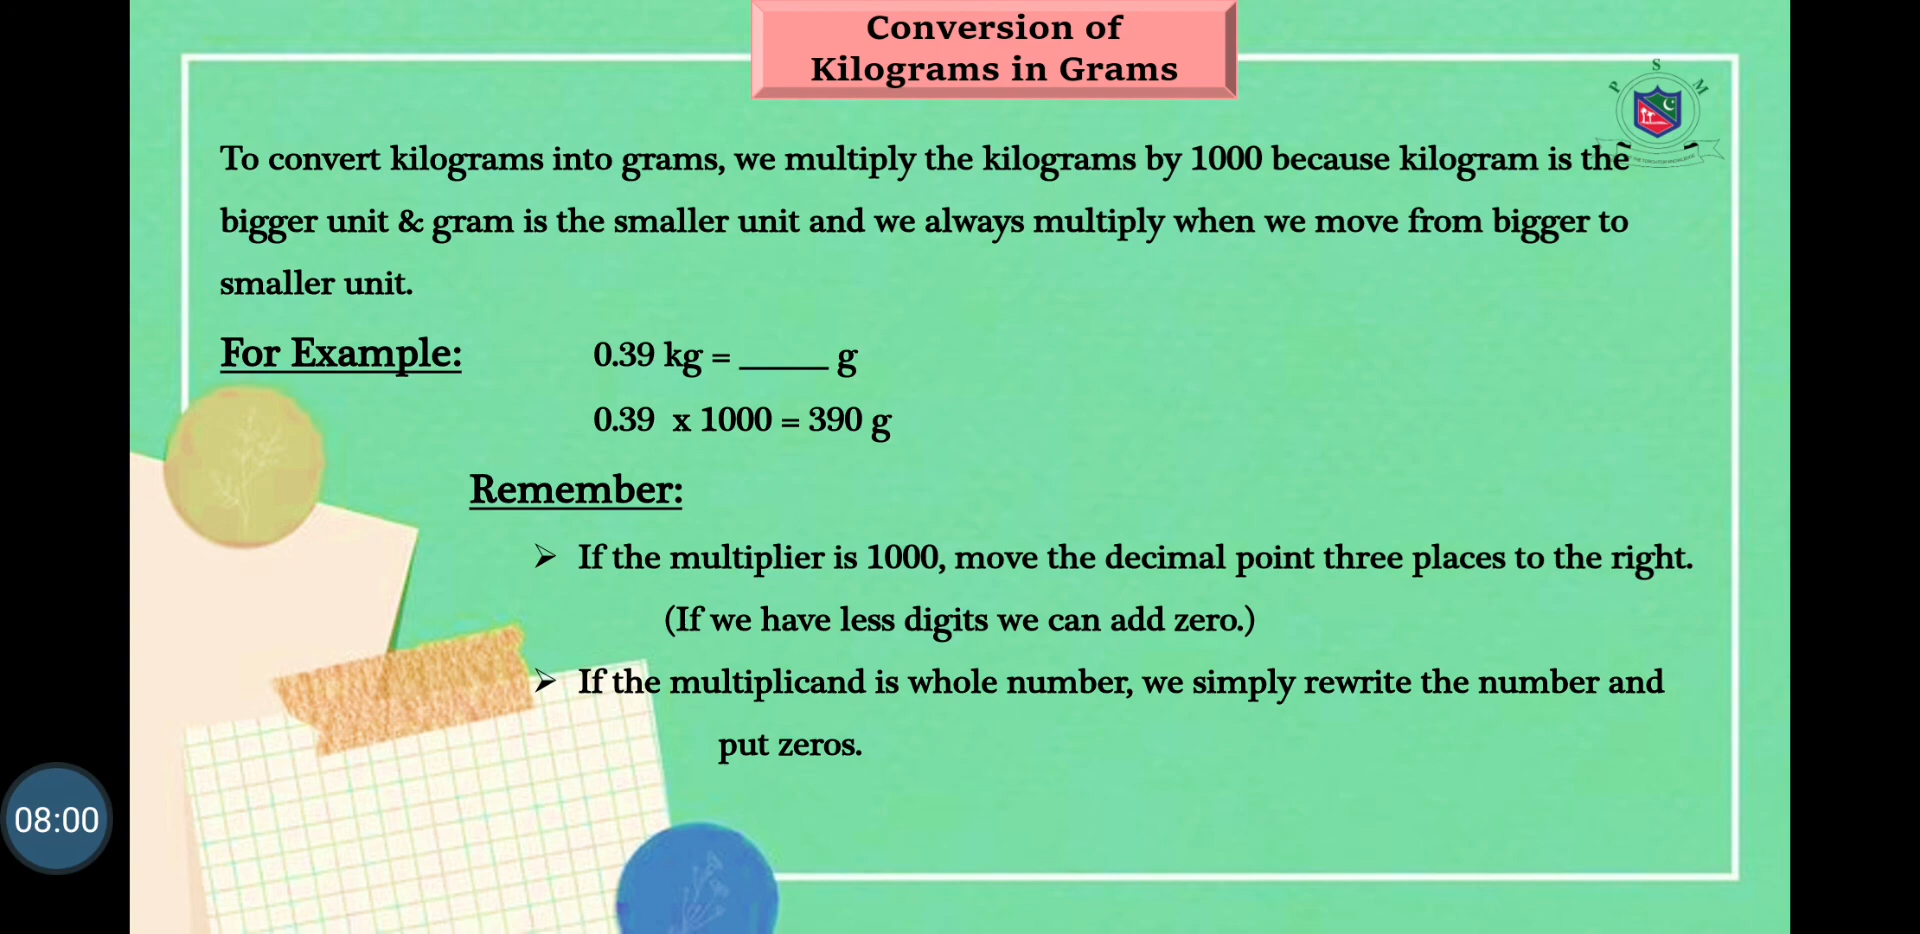 Conversion of
Kilograms in Grams
P S M
To convert kilograms into grams, we multiply the kilograms by 1000 because kilogram is the
bigger unit & gram is the smaller unit and we always multiply when we move from bigger to
smaller unit.
For Example: 0.39 kg = _____ g
0.39 x 1000 = 390 g
Remember:
➢ If the multiplier is 1000, move the decimal point three places to the right.
(If we have less digits we can add zero.)
➢ If the multiplicand is whole number, we simply rewrite the number and
put zeros.
08:00